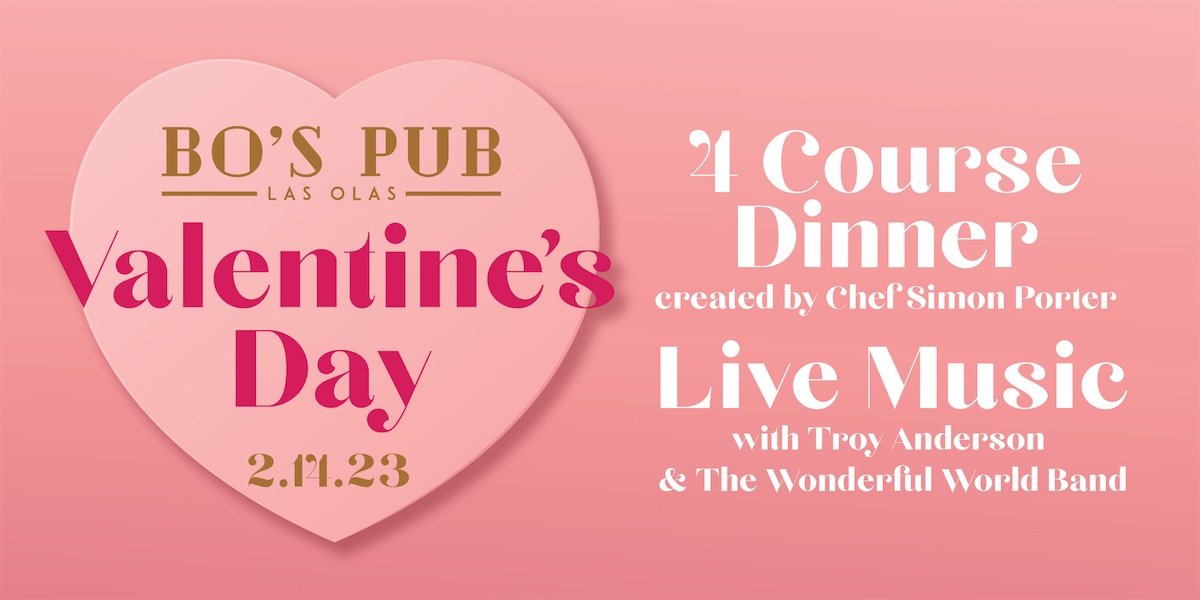 BO'S PUB
LAS OLAS
Valentine's
Day
2.14.23
4 Course
Dinner
created by Chef Simon Porter
Live Music
with Troy Anderson
& The Wonderful World Band